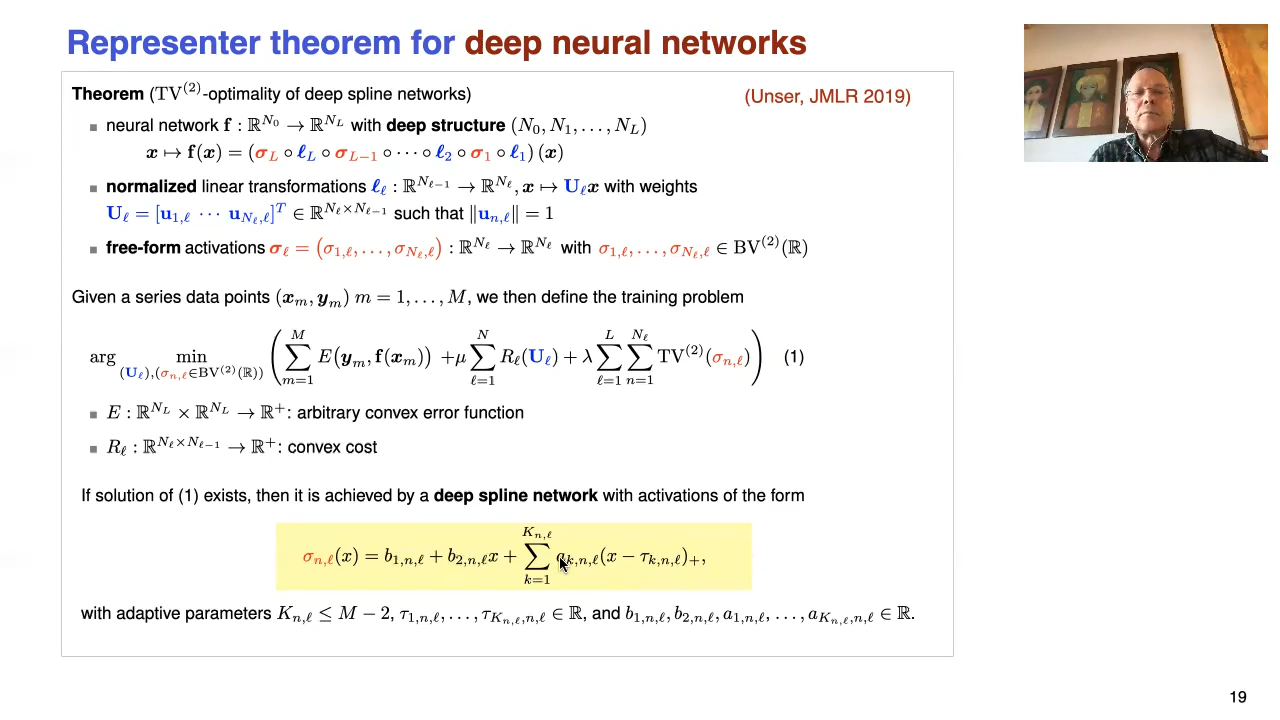 Representer theorem for deep neural networks
Theorem (TV⁽²⁾-optimality of deep spline networks)
(Unser, JMLR 2019)
■ neural network f : ℝ^{N_0} → ℝ^{N_L} with deep structure (N_0, N_1, . . . , N_L)
x ↦ f(x) = (σ_L ∘ ℓ_L ∘ σ_{L−1} ∘ ··· ∘ ℓ_2 ∘ σ_1 ∘ ℓ_1) (x)
■ normalized linear transformations ℓ_ℓ : ℝ^{N_{ℓ−1}} → ℝ^{N_ℓ}, x ↦ U_ℓ x with weights
U_ℓ = [u_{1,ℓ} ··· u_{N_ℓ,ℓ}]^T ∈ ℝ^{N_ℓ×N_{ℓ−1}} such that ‖u_{n,ℓ}‖ = 1
■ free-form activations σ_ℓ = (σ_{1,ℓ}, . . . , σ_{N_ℓ,ℓ}) : ℝ^{N_ℓ} → ℝ^{N_ℓ} with σ_{1,ℓ}, . . . , σ_{N_ℓ,ℓ} ∈ BV⁽²⁾(ℝ)
Given a series data points (x_m, y_m) m = 1, . . . , M, we then define the training problem
arg min_{(U_ℓ),(σ_{n,ℓ}∈BV⁽²⁾(ℝ))} ( ∑_{m=1}^{M} E(y_m, f(x_m)) +μ ∑_{ℓ=1}^{N} R_ℓ(U_ℓ) + λ ∑_{ℓ=1}^{L} ∑_{n=1}^{N_ℓ} TV⁽²⁾(σ_{n,ℓ}) ) (1)
■ E : ℝ^{N_L} × ℝ^{N_L} → ℝ⁺: arbitrary convex error function
■ R_ℓ : ℝ^{N_ℓ×N_{ℓ−1}} → ℝ⁺: convex cost
If solution of (1) exists, then it is achieved by a deep spline network with activations of the form
σ_{n,ℓ}(x) = b_{1,n,ℓ} + b_{2,n,ℓ}x + ∑_{k=1}^{K_{n,ℓ}} a_{k,n,ℓ}(x − τ_{k,n,ℓ})_+,
with adaptive parameters K_{n,ℓ} ≤ M − 2, τ_{1,n,ℓ}, . . . , τ_{K_{n,ℓ},n,ℓ} ∈ ℝ, and b_{1,n,ℓ}, b_{2,n,ℓ}, a_{1,n,ℓ}, . . . , a_{K_{n,ℓ},n,ℓ} ∈ ℝ.
19